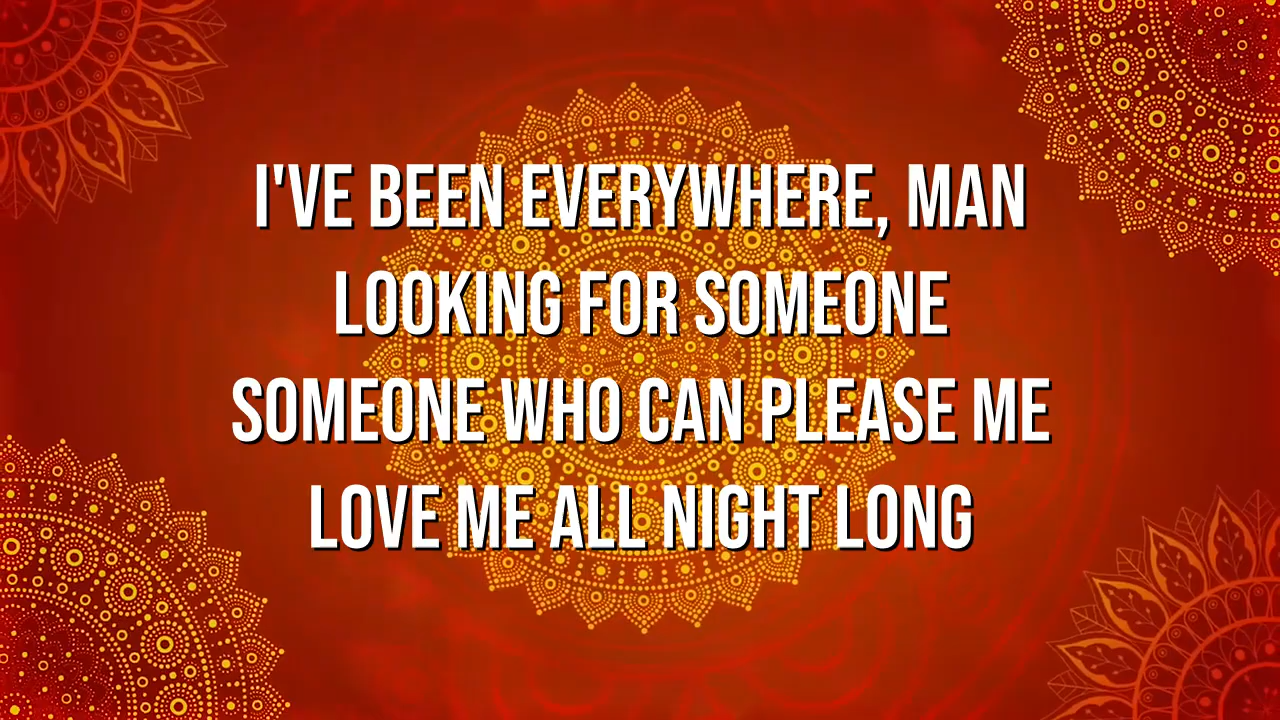 I'VE BEEN EVERYWHERE, MAN
LOOKING FOR SOMEONE
SOMEONE WHO CAN PLEASE ME
LOVE ME ALL NIGHT LONG